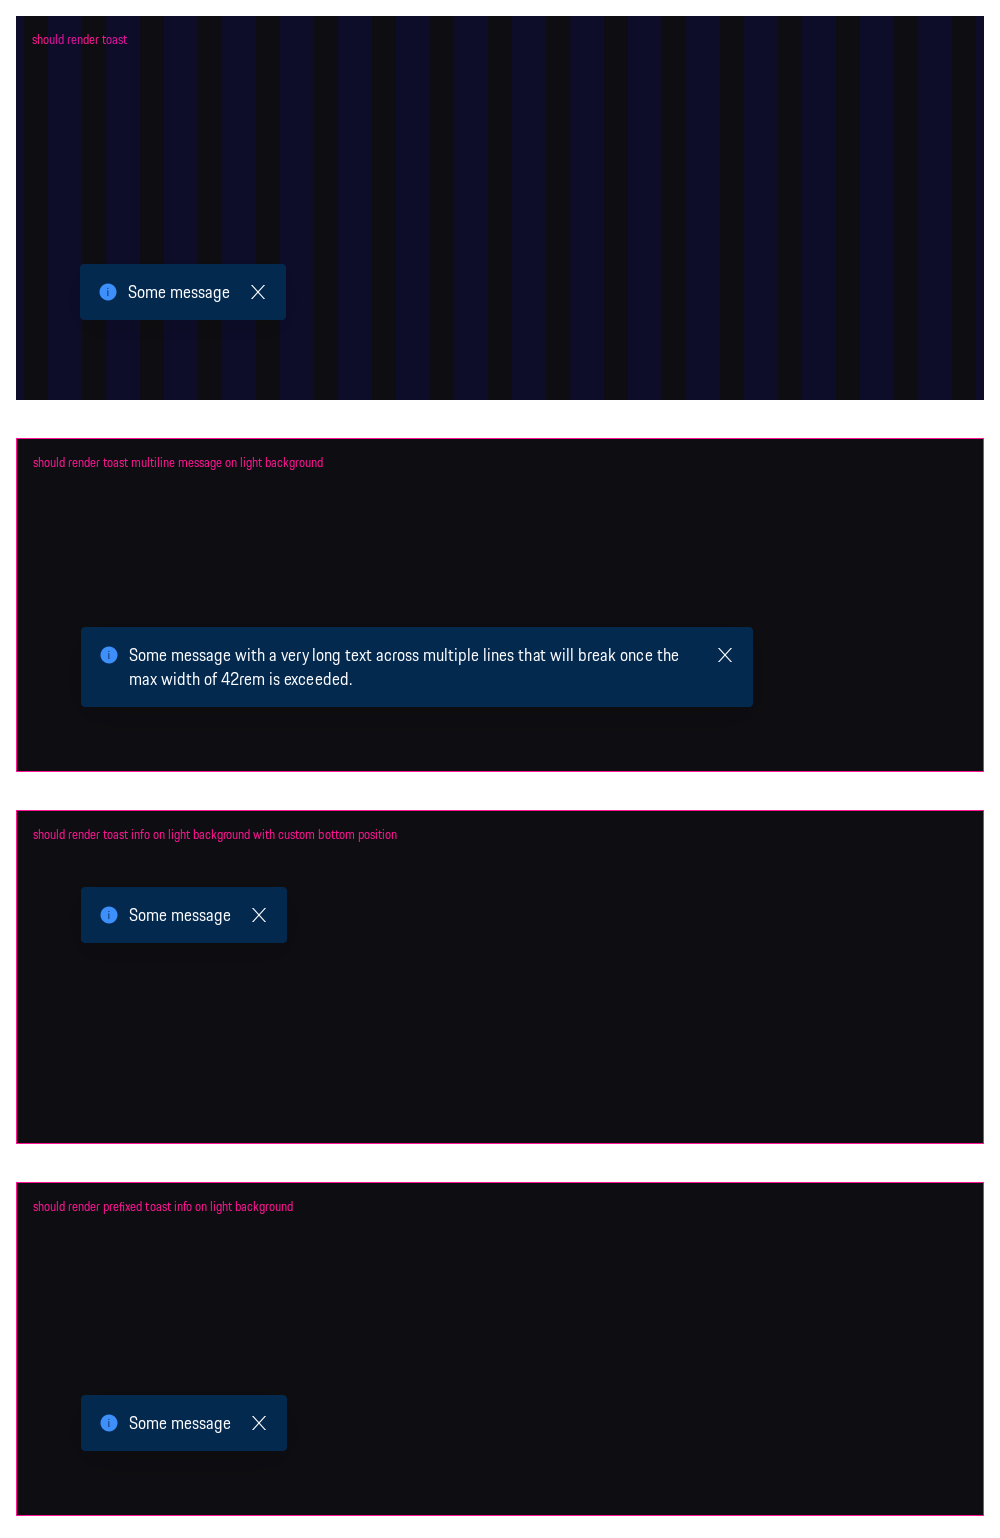 should render toast
Some message
should render toast multiline message on light background
Some message with a very long text across multiple lines that will break once the
max width of 42rem is exceeded.
should render toast info on light background with custom bottom position
Some message
should render prefixed toast info on light background
Some message